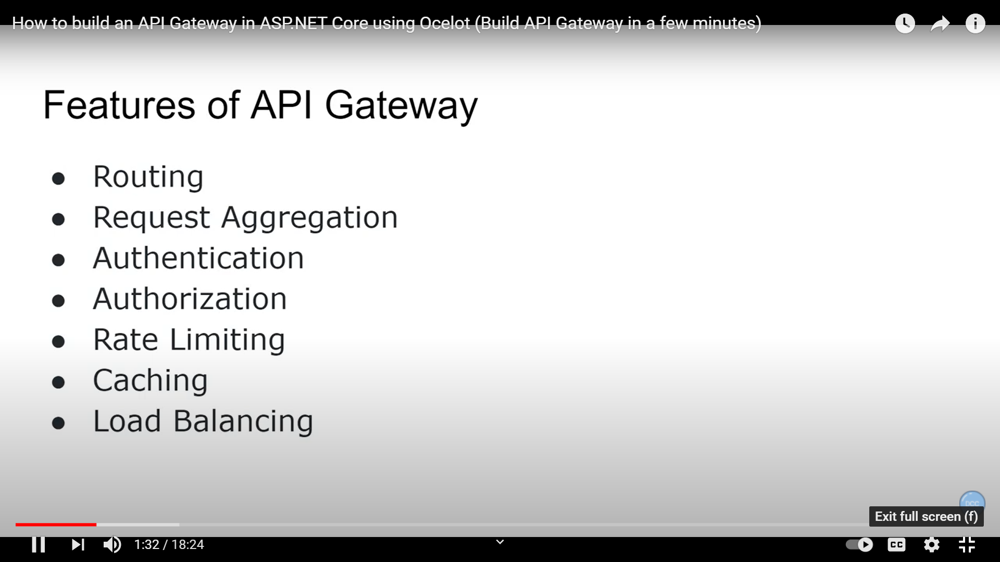 How to build an API Gateway in ASP.NET Core using Ocelot (Build API Gateway in a few minutes)
Features of API Gateway
● Routing
● Request Aggregation
● Authentication
● Authorization
● Rate Limiting
● Caching
● Load Balancing
DCC
Exit full screen (f)
1:32 / 18:24
CC